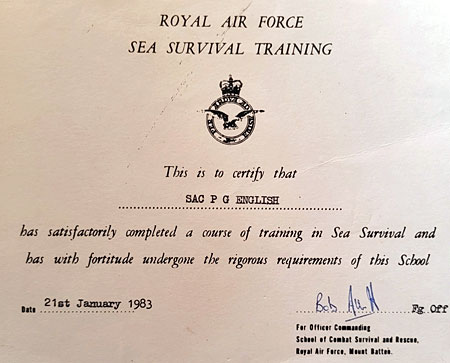 ROYAL AIR FORCE
SEA SURVIVAL TRAINING
This is to certify that
SAC P G ENGLISH
has satisfactorily completed a course of training in Sea Survival and
has with fortitude undergone the rigorous requirements of this School
Date 21st January 1983
Bob Fg Off
For Officer Commanding
School of Combat Survival and Rescue,
Royal Air Force, Mount Batten.